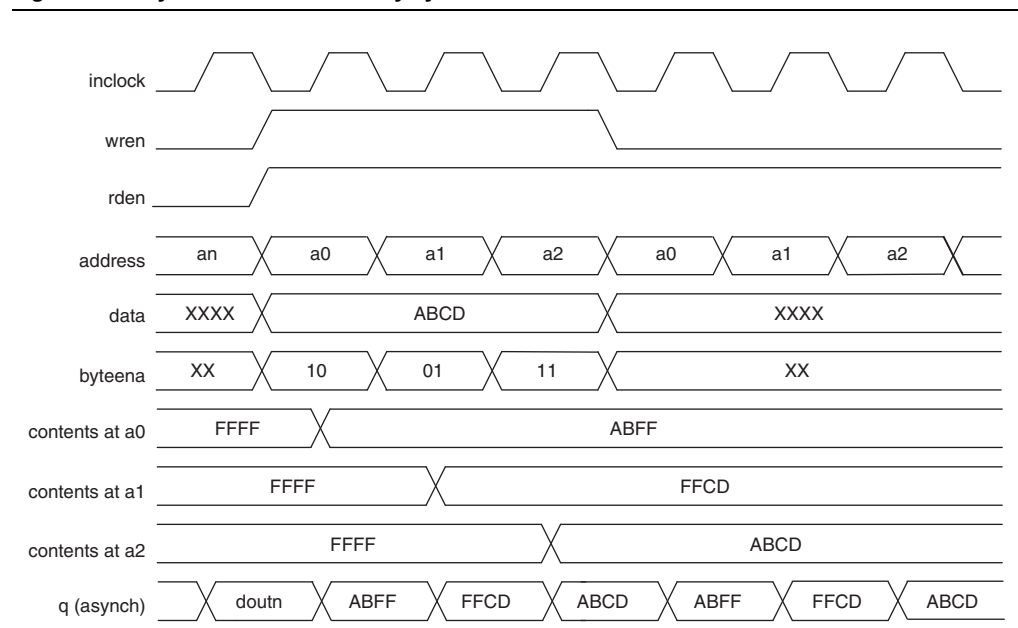 inclock
wren
rden
address an a0 a1 a2 a0 a1 a2
data XXXX ABCD XXXX
byteena XX 10 01 11 XX
contents at a0 FFFF ABFF
contents at a1 FFFF FFCD
contents at a2 FFFF ABCD
q (asynch) doutn ABFF FFCD ABCD ABFF FFCD ABCD